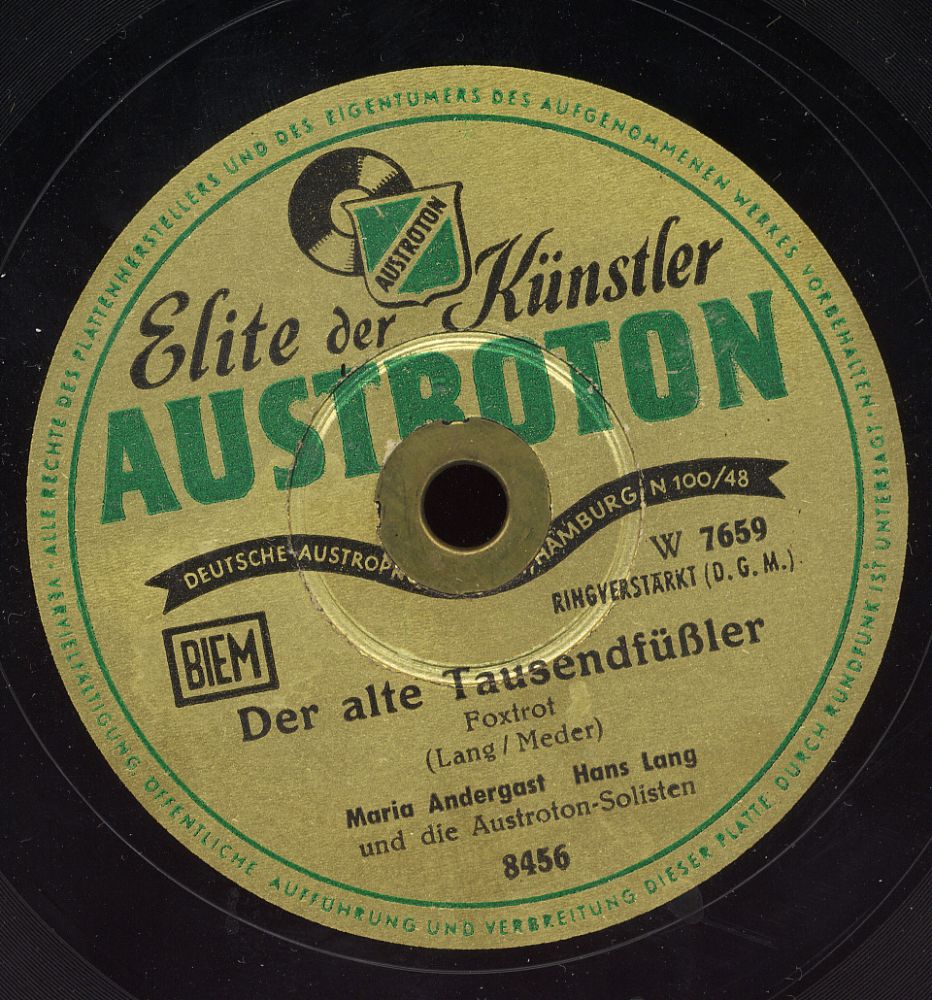 · ALLE RECHTE DES PLATTENHERSTELLERS UND DES EIGENTUMERS DES AUFGENOMMENEN WERKES VORBEHALTEN ·
VERVIELFÄLTIGUNG, ÖFFENTLICHE AUFFÜHRUNG UND VERBREITUNG DIESER PLATTE DURCH RUNDFUNK IST UNTERSAGT ·
AUSTROTON
Elite der Künstler
AUSTROTON
DEUTSCHE AUSTROPH HAMBURG, N 100/48
W 7659
RINGVERSTÄRKT (D.G.M.)
BIEM
Der alte Tausendfüßler
Foxtrot
(Lang / Meder)
Maria Andergast Hans Lang
und die Austroton-Solisten
8456